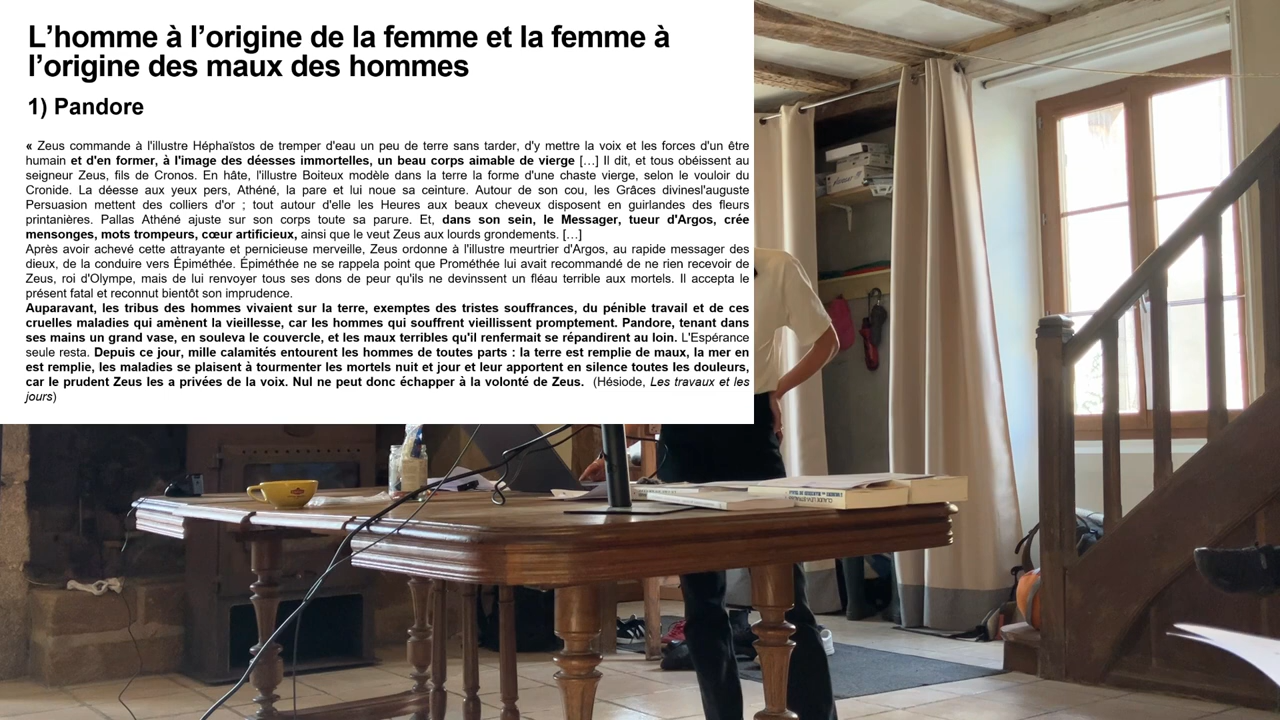 L’homme à l’origine de la femme et la femme à
l’origine des maux des hommes
1) Pandore
« Zeus commande à l'illustre Héphaïstos de tremper d'eau un peu de terre sans tarder, d'y mettre la voix et les forces d'un être
humain et d'en former, à l'image des déesses immortelles, un beau corps aimable de vierge […] Il dit, et tous obéissent au
seigneur Zeus, fils de Cronos. En hâte, l'illustre Boiteux modèle dans la terre la forme d'une chaste vierge, selon le vouloir du
Cronide. La déesse aux yeux pers, Athéné, la pare et lui noue sa ceinture. Autour de son cou, les Grâces divinesl'auguste
Persuasion mettent des colliers d'or ; tout autour d'elle les Heures aux beaux cheveux disposent en guirlandes des fleurs
printanières. Pallas Athéné ajuste sur son corps toute sa parure. Et, dans son sein, le Messager, tueur d'Argos, crée
mensonges, mots trompeurs, cœur artificieux, ainsi que le veut Zeus aux lourds grondements. […]
Après avoir achevé cette attrayante et pernicieuse merveille, Zeus ordonne à l'illustre meurtrier d'Argos, au rapide messager des
dieux, de la conduire vers Épiméthée. Épiméthée ne se rappela point que Prométhée lui avait recommandé de ne rien recevoir de
Zeus, roi d'Olympe, mais de lui renvoyer tous ses dons de peur qu'ils ne devinssent un fléau terrible aux mortels. Il accepta le
présent fatal et reconnut bientôt son imprudence.
Auparavant, les tribus des hommes vivaient sur la terre, exemptes des tristes souffrances, du pénible travail et de ces
cruelles maladies qui amènent la vieillesse, car les hommes qui souffrent vieillissent promptement. Pandore, tenant dans
ses mains un grand vase, en souleva le couvercle, et les maux terribles qu'il renfermait se répandirent au loin. L'Espérance
seule resta. Depuis ce jour, mille calamités entourent les hommes de toutes parts : la terre est remplie de maux, la mer en
est remplie, les maladies se plaisent à tourmenter les mortels nuit et jour et leur apportent en silence toutes les douleurs,
car le prudent Zeus les a privées de la voix. Nul ne peut donc échapper à la volonté de Zeus. (Hésiode, Les travaux et les
jours)